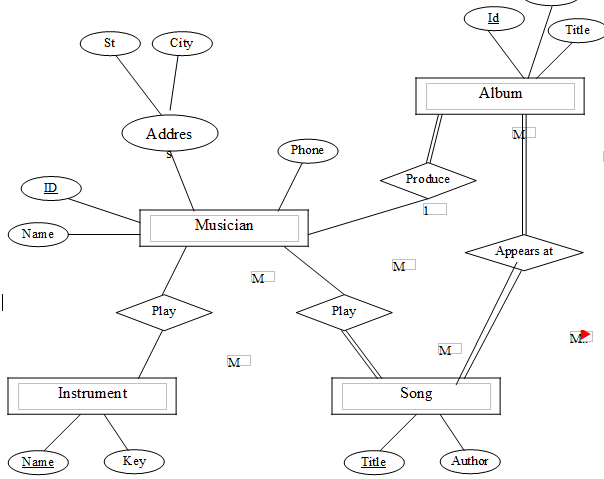 Id
Title
St
City
Album
Addres
s
M
Phone
Produce
ID
1
Musician
Name
Appears at
M
M
Play
Play
M..
M
M
Instrument
Song
Name
Key
Title
Author